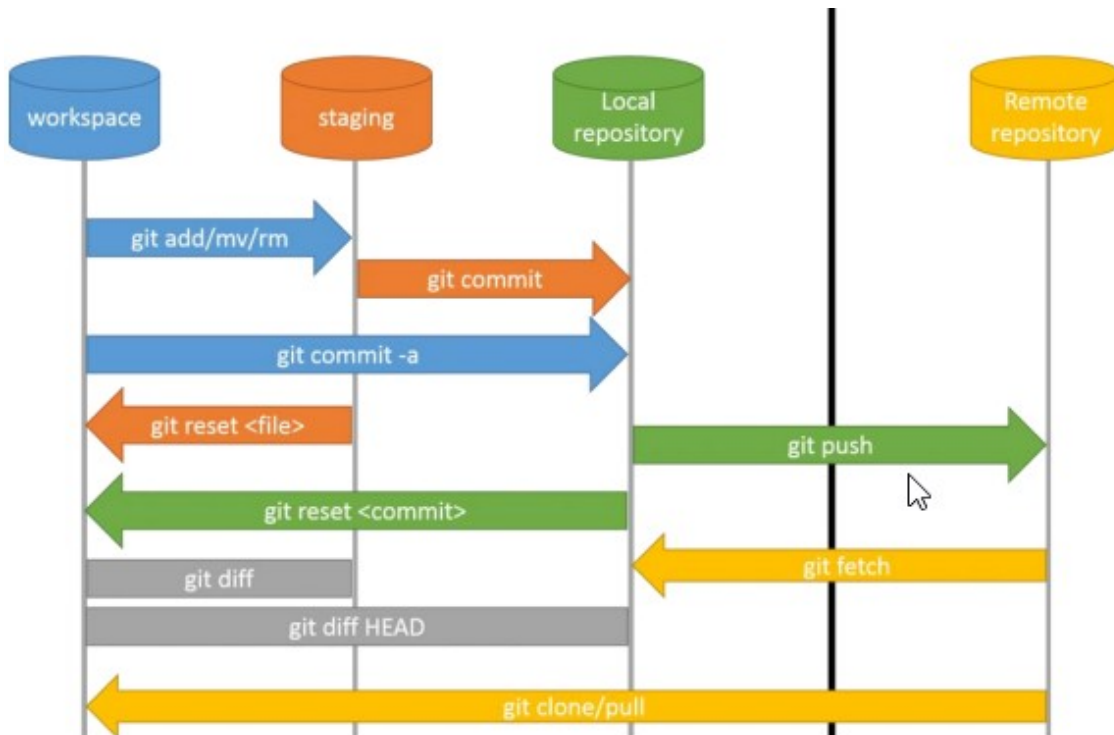 workspace
staging
Local
repository
Remote
repository
git add/mv/rm
git commit
git commit -a
git reset <file>
git push
git reset <commit>
git fetch
git diff
git diff HEAD
git clone/pull